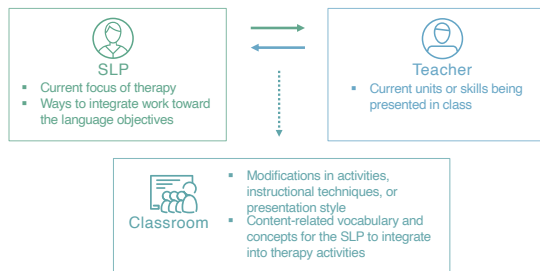 SLP
▪ Current focus of therapy
▪ Ways to integrate work toward
the language objectives
Teacher
▪ Current units or skills being
presented in class
Classroom
▪ Modifications in activities,
instructional techniques, or
presentation style
▪ Content-related vocabulary and
concepts for the SLP to integrate
into therapy activities